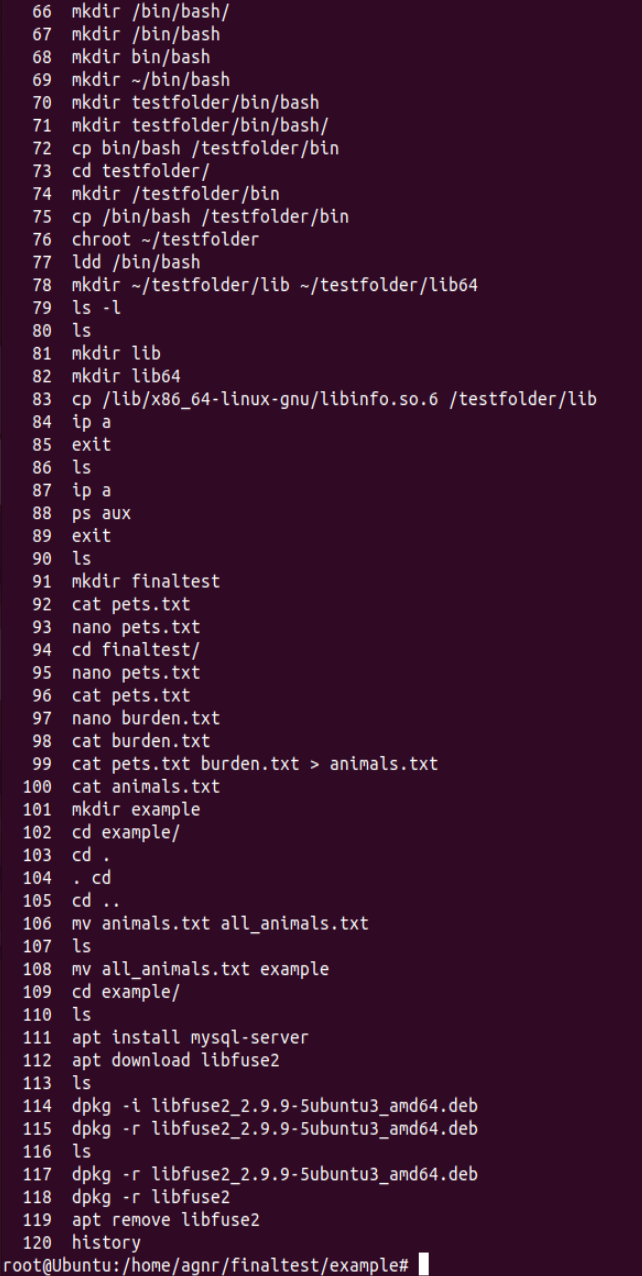 66  mkdir /bin/bash/
67  mkdir /bin/bash
68  mkdir bin/bash
69  mkdir ~/bin/bash
70  mkdir testfolder/bin/bash
71  mkdir testfolder/bin/bash/
72  cp bin/bash /testfolder/bin
73  cd testfolder/
74  mkdir /testfolder/bin
75  cp /bin/bash /testfolder/bin
76  chroot ~/testfolder
77  ldd /bin/bash
78  mkdir ~/testfolder/lib ~/testfolder/lib64
79  ls -l
80  ls
81  mkdir lib
82  mkdir lib64
83  cp /lib/x86_64-linux-gnu/libinfo.so.6 /testfolder/lib
84  ip a
85  exit
86  ls
87  ip a
88  ps aux
89  exit
90  ls
91  mkdir finaltest
92  cat pets.txt
93  nano pets.txt
94  cd finaltest/
95  nano pets.txt
96  cat pets.txt
97  nano burden.txt
98  cat burden.txt
99  cat pets.txt burden.txt > animals.txt
100  cat animals.txt
101  mkdir example
102  cd example/
103  cd .
104  . cd
105  cd ..
106  mv animals.txt all_animals.txt
107  ls
108  mv all_animals.txt example
109  cd example/
110  ls
111  apt install mysql-server
112  apt download libfuse2
113  ls
114  dpkg -i libfuse2_2.9.9-5ubuntu3_amd64.deb
115  dpkg -r libfuse2_2.9.9-5ubuntu3_amd64.deb
116  ls
117  dpkg -r libfuse2_2.9.9-5ubuntu3_amd64.deb
118  dpkg -r libfuse2
119  apt remove libfuse2
120  history
root@Ubuntu:/home/agnr/finaltest/example#